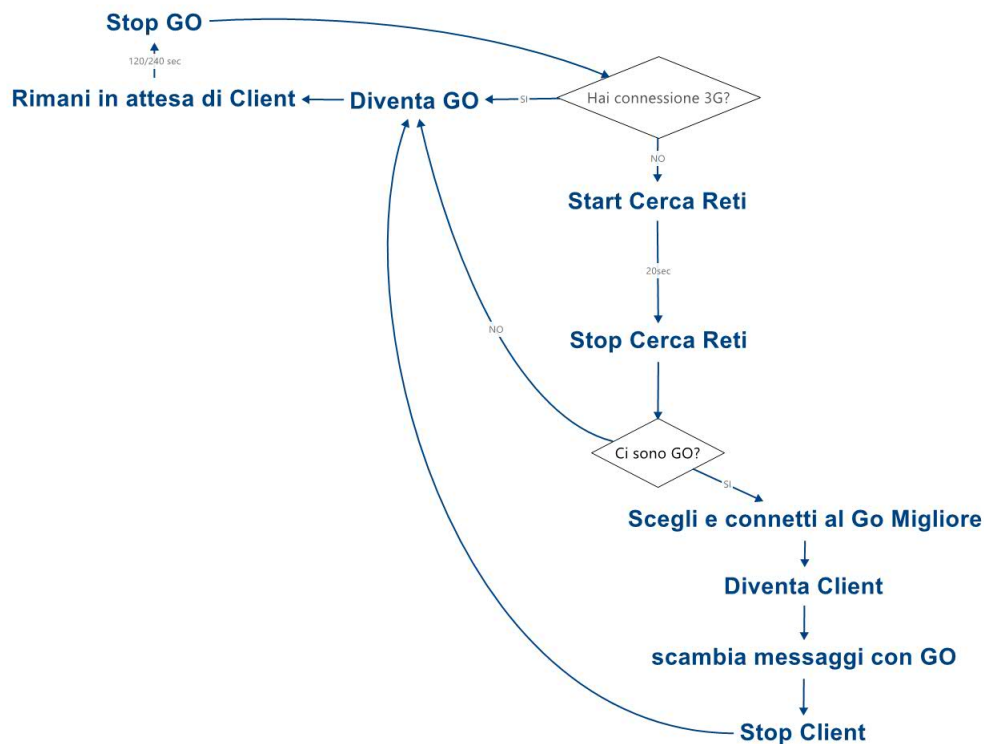 Stop GO
120/240 sec
Rimani in attesa di Client
Diventa GO
SI
Hai connessione 3G?
NO
Start Cerca Reti
20sec
Stop Cerca Reti
NO
Ci sono GO?
SI
Scegli e connetti al Go Migliore
Diventa Client
scambia messaggi con GO
Stop Client